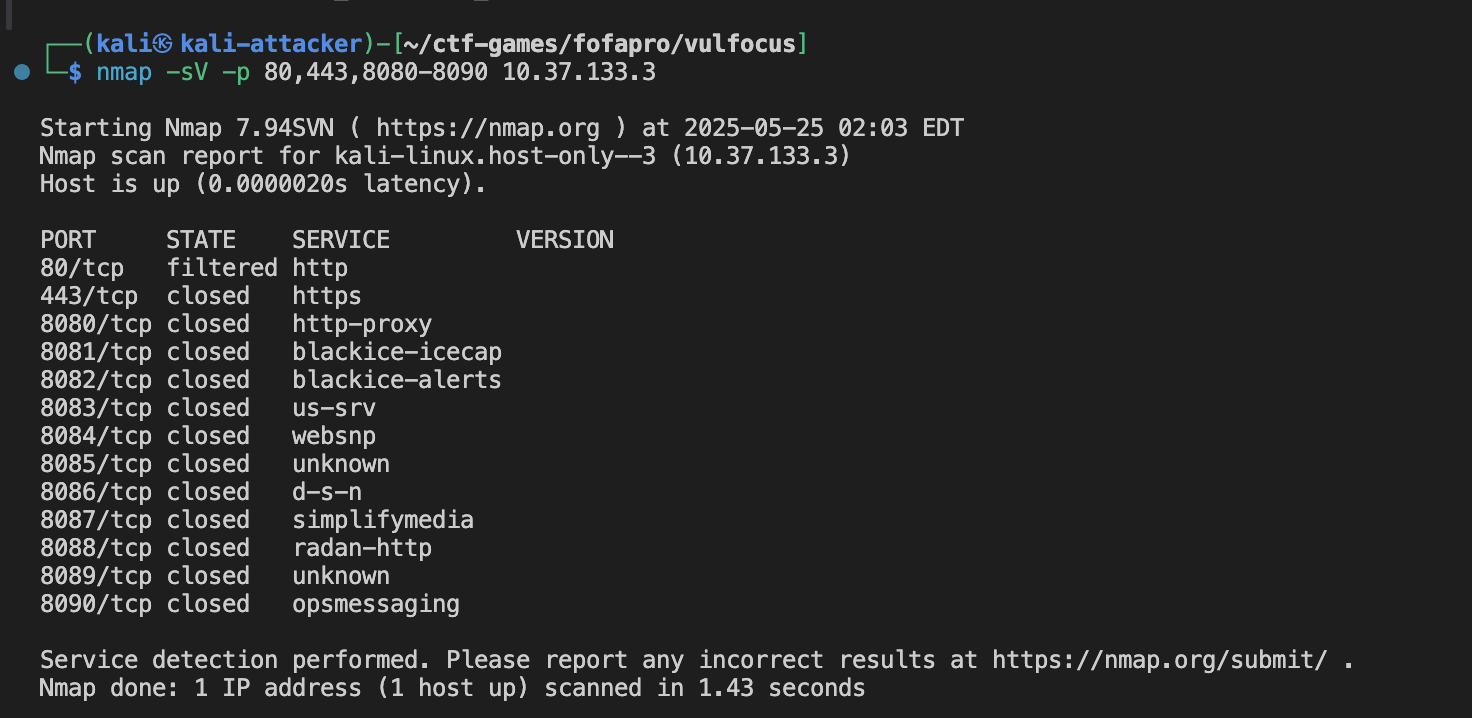 ┌──(kali㉿kali-attacker)-[~/ctf-games/fofapro/vulfocus]
└─$ nmap -sV -p 80,443,8080-8090 10.37.133.3
Starting Nmap 7.94SVN ( https://nmap.org ) at 2025-05-25 02:03 EDT
Nmap scan report for kali-linux.host-only--3 (10.37.133.3)
Host is up (0.0000020s latency).
PORT     STATE    SERVICE         VERSION
80/tcp   filtered http
443/tcp  closed   https
8080/tcp closed   http-proxy
8081/tcp closed   blackice-icecap
8082/tcp closed   blackice-alerts
8083/tcp closed   us-srv
8084/tcp closed   websnp
8085/tcp closed   unknown
8086/tcp closed   d-s-n
8087/tcp closed   simplifymedia
8088/tcp closed   radan-http
8089/tcp closed   unknown
8090/tcp closed   opsmessaging
Service detection performed. Please report any incorrect results at https://nmap.org/submit/ .
Nmap done: 1 IP address (1 host up) scanned in 1.43 seconds